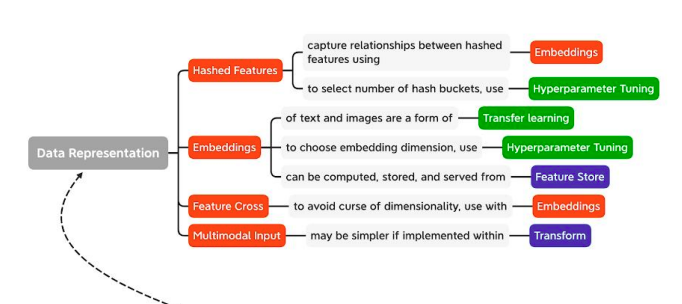 Data Representation
Hashed Features
capture relationships between hashed
features using
Embeddings
to select number of hash buckets, use
Hyperparameter Tuning
Embeddings
of text and images are a form of
Transfer learning
to choose embedding dimension, use
Hyperparameter Tuning
can be computed, stored, and served from
Feature Store
Feature Cross
to avoid curse of dimensionality, use with
Embeddings
Multimodal Input
may be simpler if implemented within
Transform